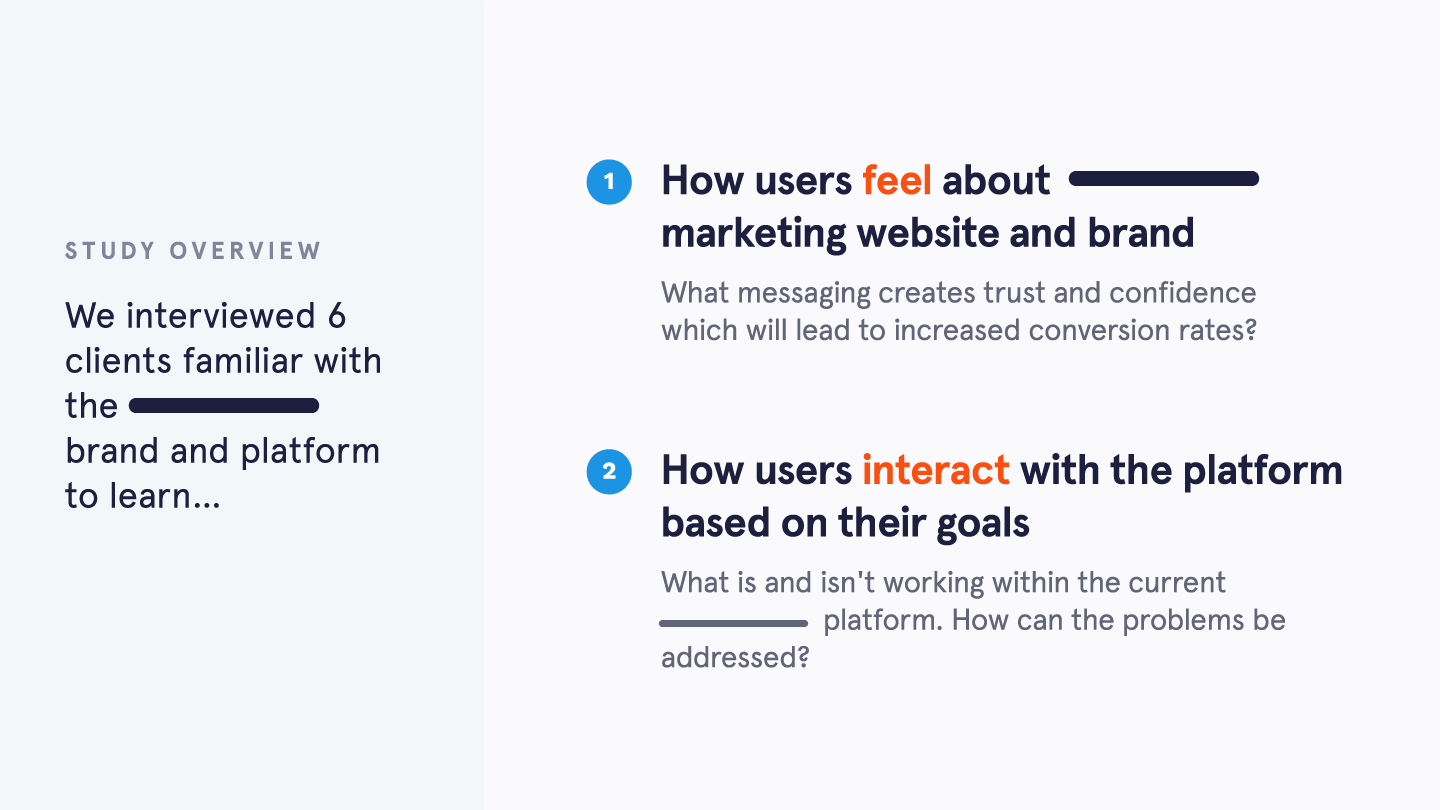 STUDY OVERVIEW
We interviewed 6
clients familiar with
the
brand and platform
to learn...
1
How users feel about
marketing website and brand
What messaging creates trust and confidence
which will lead to increased conversion rates?
2
How users interact with the platform
based on their goals
What is and isn't working within the current
platform. How can the problems be
addressed?